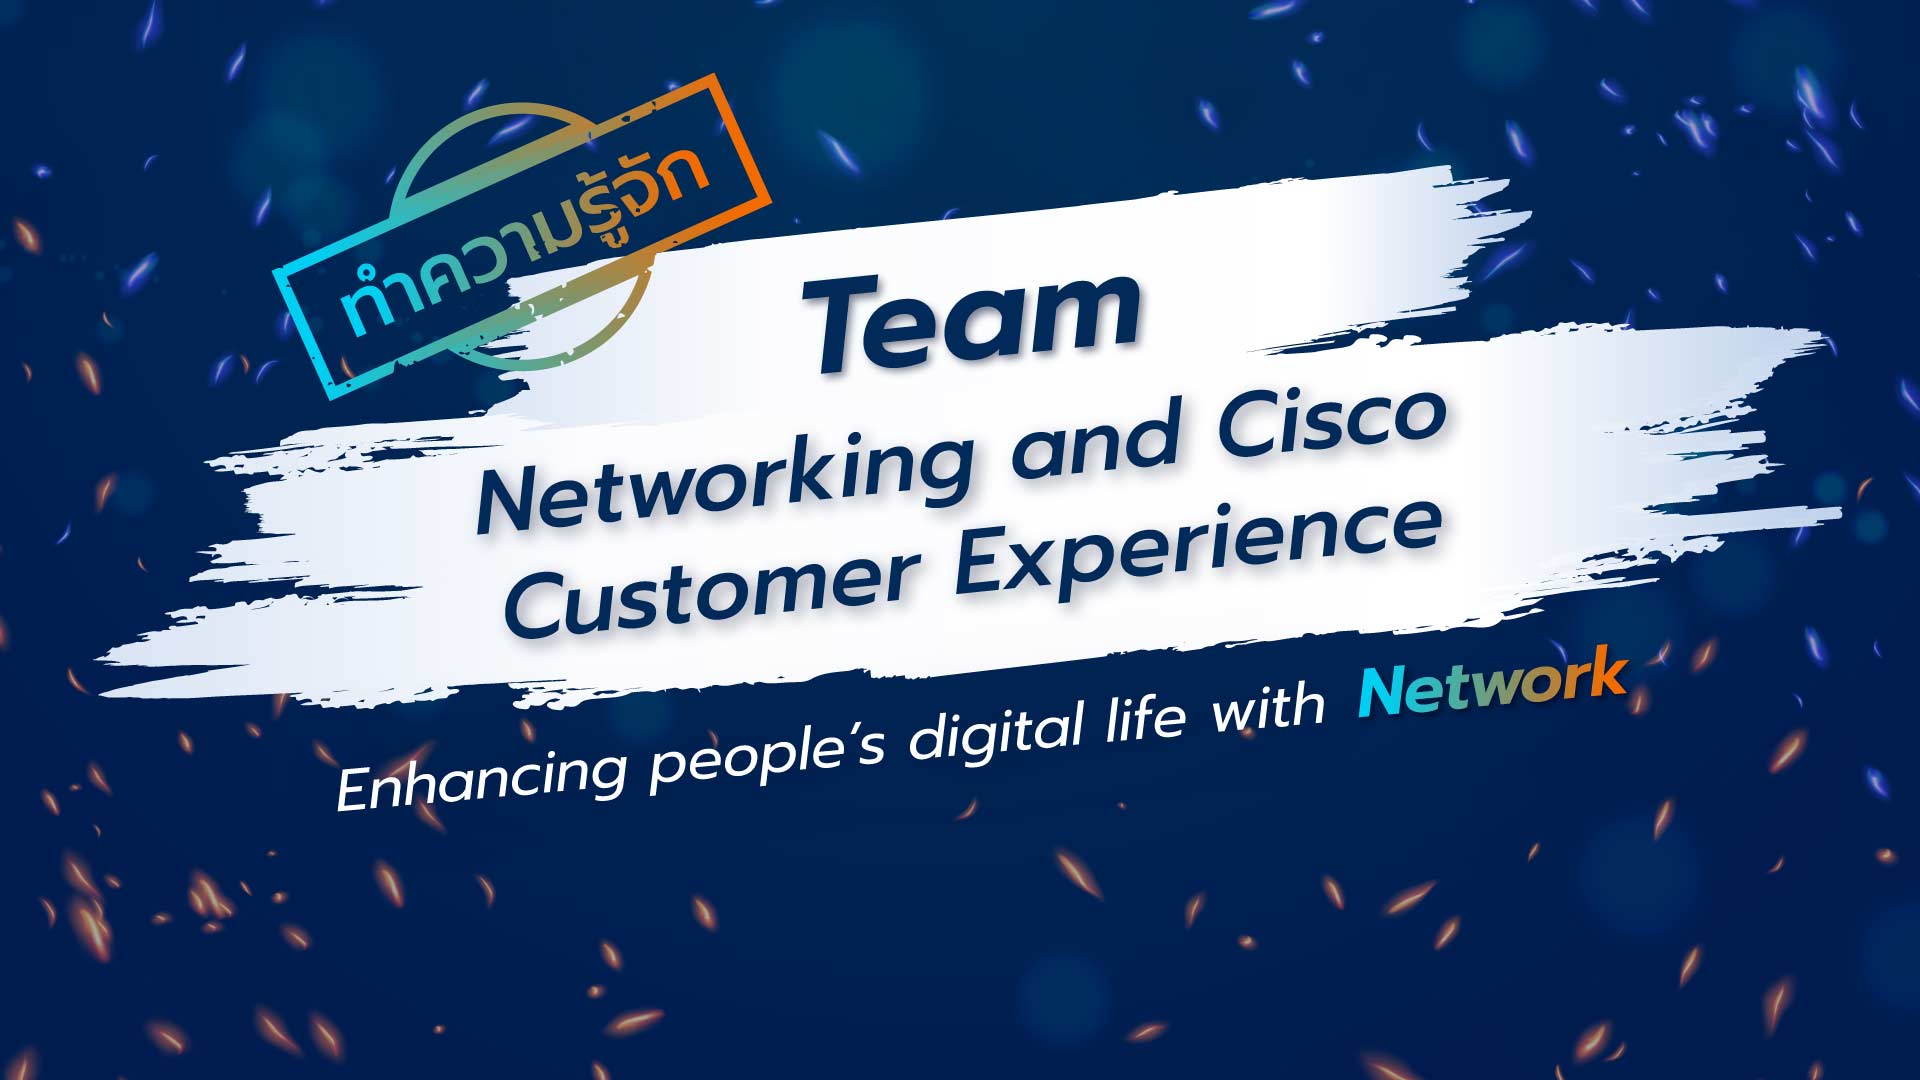 ทำความรู้จัก
Team
Networking and Cisco
Customer Experience
Enhancing people’s digital life with Network